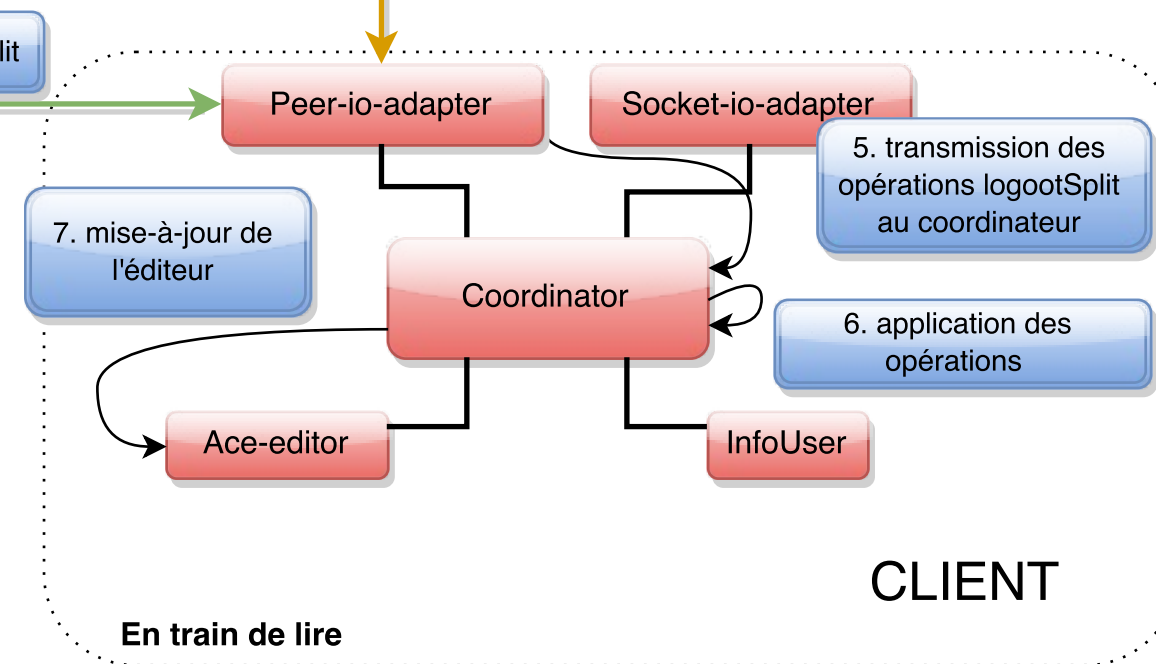 lit
Peer-io-adapter
Socket-io-adapter
5. transmission des
opérations logootSplit
au coordinateur
7. mise-à-jour de
l'éditeur
Coordinator
6. application des
opérations
Ace-editor
InfoUser
CLIENT
En train de lire